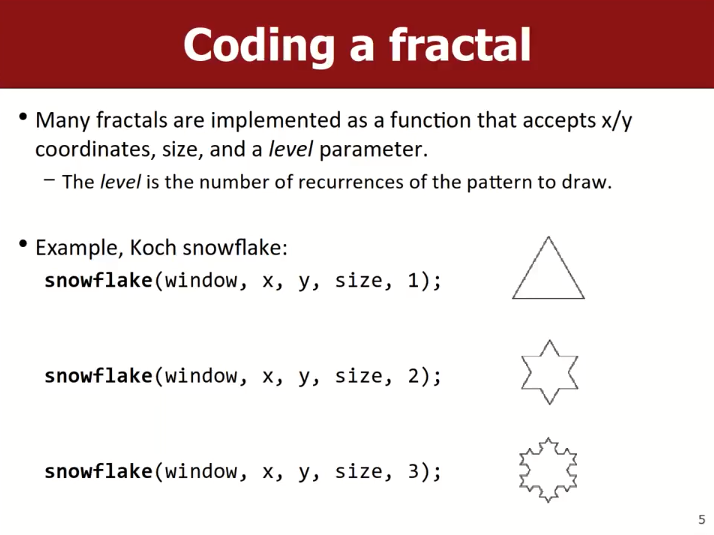 Coding a fractal
• Many fractals are implemented as a function that accepts x/y
coordinates, size, and a level parameter.
– The level is the number of recurrences of the pattern to draw.
• Example, Koch snowflake:
snowflake(window, x, y, size, 1);
snowflake(window, x, y, size, 2);
snowflake(window, x, y, size, 3);
5